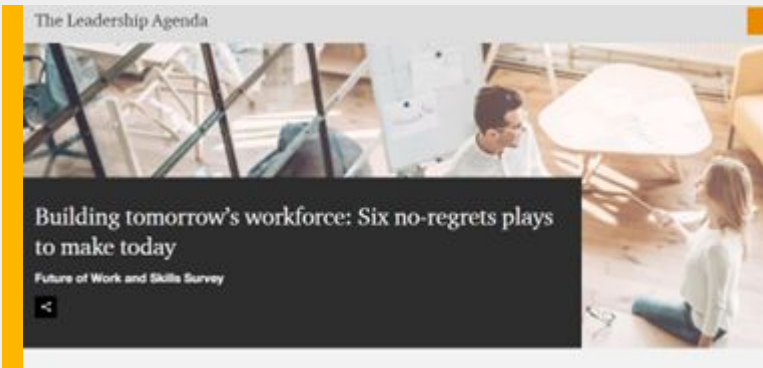 The Leadership Agenda
Building tomorrow's workforce: Six no-regrets plays
to make today
Future of Work and Skills Survey